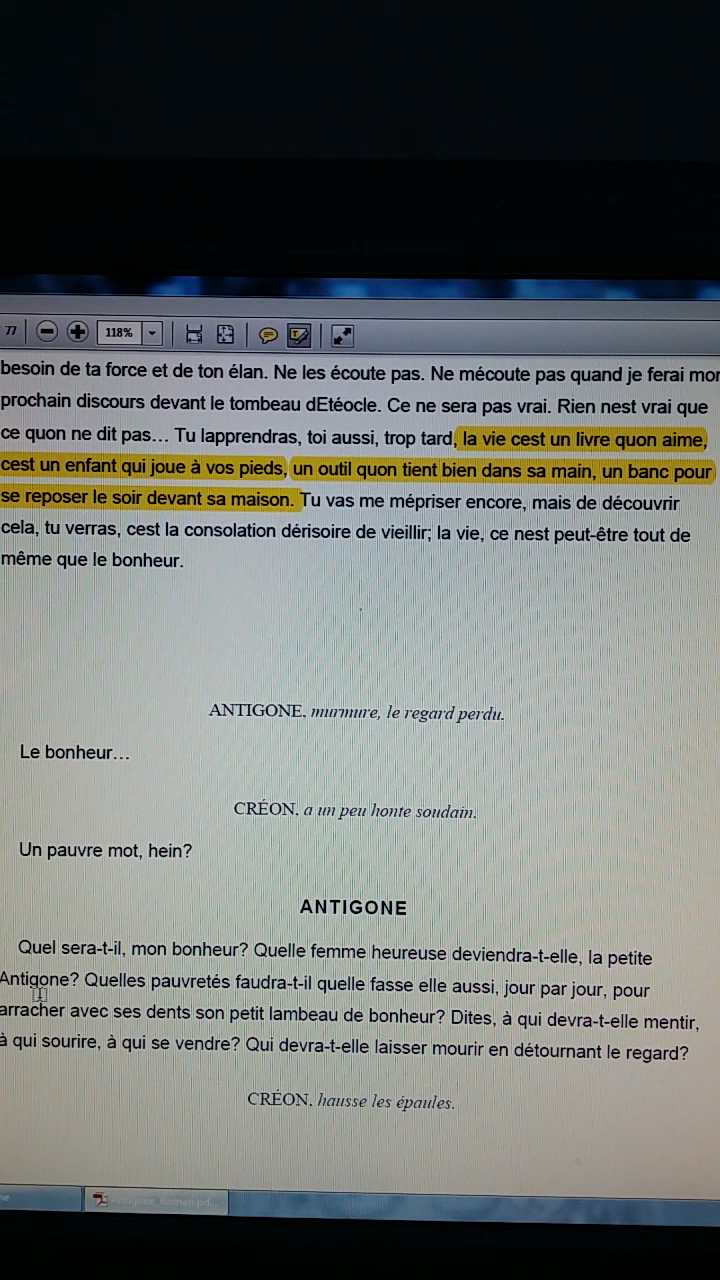 77 118%
besoin de ta force et de ton élan. Ne les écoute pas. Ne mécoute pas quand je ferai mon
prochain discours devant le tombeau dEtéocle. Ce ne sera pas vrai. Rien nest vrai que
ce quon ne dit pas… Tu lapprendras, toi aussi, trop tard, la vie cest un livre quon aime,
cest un enfant qui joue à vos pieds, un outil quon tient bien dans sa main, un banc pour
se reposer le soir devant sa maison. Tu vas me mépriser encore, mais de découvrir
cela, tu verras, cest la consolation dérisoire de vieillir; la vie, ce nest peut-être tout de
même que le bonheur.
ANTIGONE, murmure, le regard perdu.
Le bonheur…
CRÉON, a un peu honte soudain.
Un pauvre mot, hein?
ANTIGONE
Quel sera-t-il, mon bonheur? Quelle femme heureuse deviendra-t-elle, la petite
Antigone? Quelles pauvretés faudra-t-il quelle fasse elle aussi, jour par jour, pour
arracher avec ses dents son petit lambeau de bonheur? Dites, à qui devra-t-elle mentir,
à qui sourire, à qui se vendre? Qui devra-t-elle laisser mourir en détournant le regard?
CRÉON, hausse les épaules.